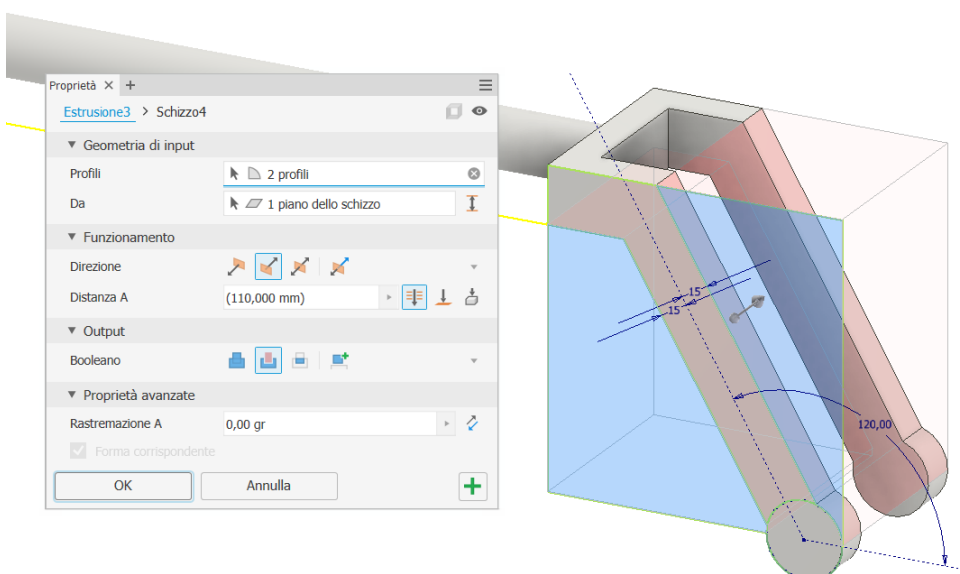 Proprietà
Estrusione3 > Schizzo4
Geometria di input
Profili 2 profili
Da 1 piano dello schizzo
Funzionamento
Direzione
Distanza A (110,000 mm)
Output
Booleano
Proprietà avanzate
Rastremazione A 0,00 gr
Forma corrispondente
OK Annulla
15
15
120,00